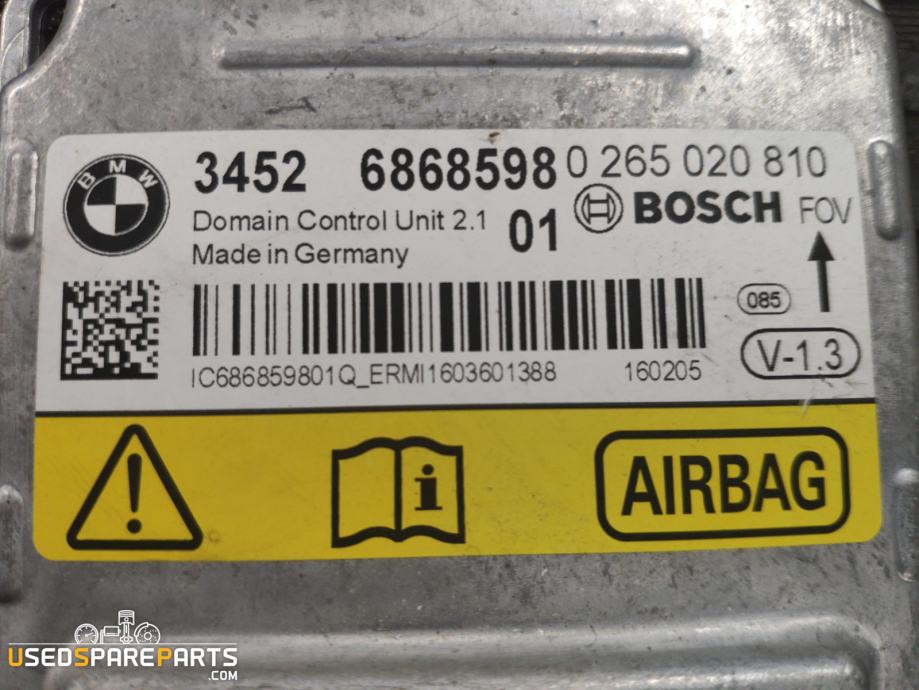 BMW
3452 6868598 0 265 020 810
Domain Control Unit 2.1 01 BOSCH FOV
Made in Germany
085
V-1.3
IC686859801Q_ERMI1603601388 160205
i AIRBAG
USEDSPAREPARTS
.COM